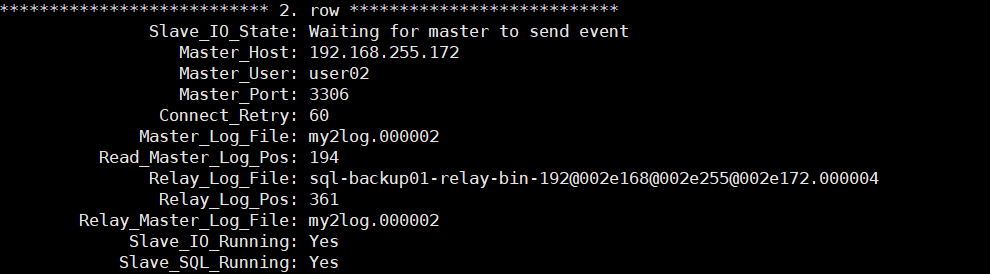 *************************** 2. row ***************************
Slave_IO_State: Waiting for master to send event
Master_Host: 192.168.255.172
Master_User: user02
Master_Port: 3306
Connect_Retry: 60
Master_Log_File: my2log.000002
Read_Master_Log_Pos: 194
Relay_Log_File: sql-backup01-relay-bin-192@002e168@002e255@002e172.000004
Relay_Log_Pos: 361
Relay_Master_Log_File: my2log.000002
Slave_IO_Running: Yes
Slave_SQL_Running: Yes